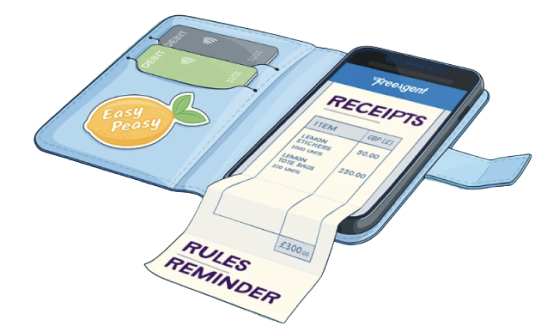 DEBIT
DEBIT
Easy
Peasy
FreeAgent
RECEIPTS
ITEM GBP (£)
LEMON
STICKERS
1000 UNITS
50.00
LEMON
TOTE BAGS
250 UNITS
250.00
£300.00
RULES
REMINDER